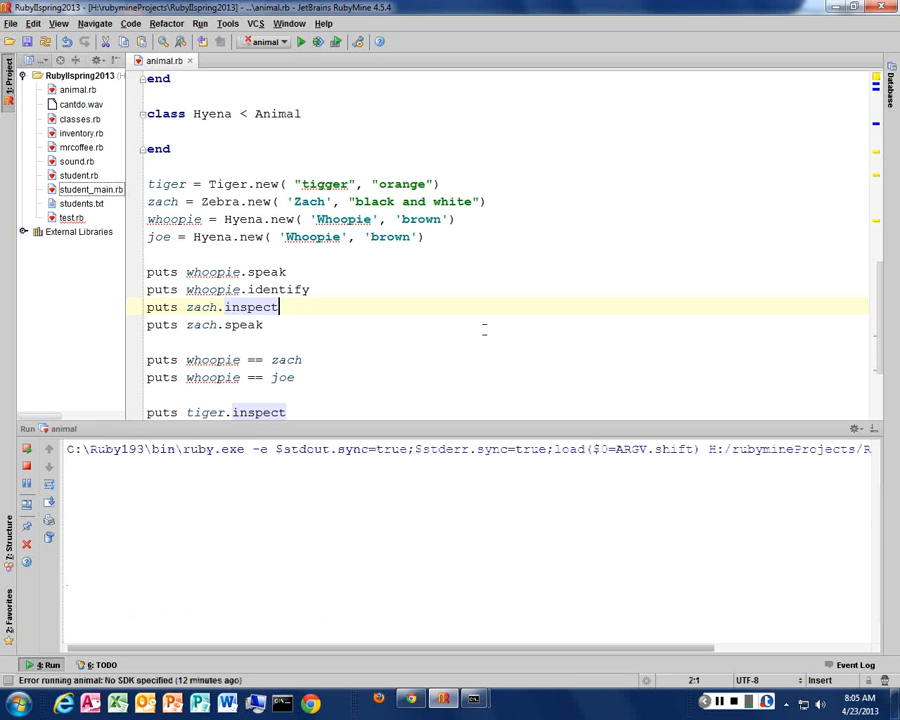 RubyIIspring2013 - [H:\rubymineProjects\RubyIIspring2013] - ...\animal.rb - JetBrains RubyMine 4.5.4
File Edit View Navigate Code Refactor Run Tools VCS Window Help
animal
animal.rb
1: Project
Database
RubyIIspring2013 (H
animal.rb
cantdo.wav
classes.rb
inventory.rb
mrcoffee.rb
sound.rb
student.rb
student_main.rb
students.txt
test.rb
External Libraries
end
class Hyena < Animal
end
tiger = Tiger.new( "tigger", "orange")
zach = Zebra.new( 'Zach', "black and white")
whoopie = Hyena.new( 'Whoopie', 'brown')
joe = Hyena.new( 'Whoopie', 'brown')
puts whoopie.speak
puts whoopie.identify
puts zach.inspect
puts zach.speak
puts whoopie == zach
puts whoopie == joe
puts tiger.inspect
Run animal
C:\Ruby193\bin\ruby.exe -e $stdout.sync=true;$stderr.sync=true;load($0=ARGV.shift) H:/rubymineProjects/R
7: Structure
2: Favorites
4: Run 6: TODO Event Log
Error running animal: No SDK specified (12 minutes ago) 2:1 UTF-8 Insert
8:05 AM
4/23/2013